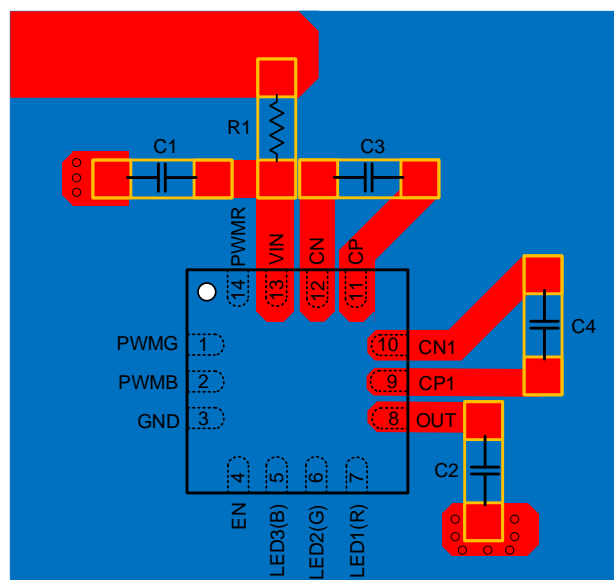 R1
C1
C3
PWMR
VIN
CN
CP
14
13
12
11
PWMG
1
10
CN1
C4
PWMB
2
9
CP1
GND
3
8
OUT
C2
4
5
6
7
EN
LED3(B)
LED2(G)
LED1(R)